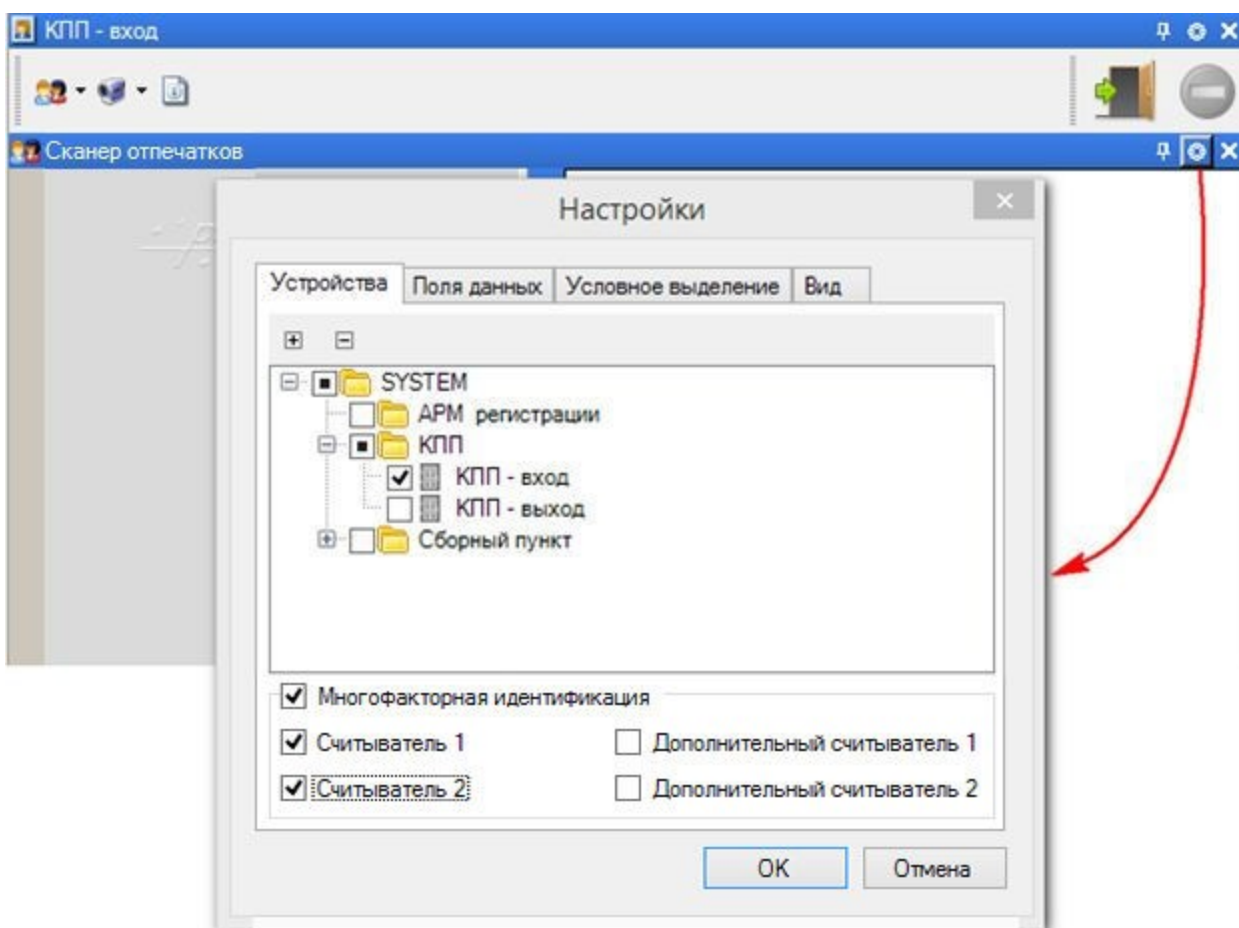 КПП - вход
Сканер отпечатков
Настройки
Устройства Поля данных Условное выделение Вид
SYSTEM
АРМ регистрации
КПП
КПП - вход
КПП - выход
Сборный пункт
Многофакторная идентификация
Считыватель 1 Дополнительный считыватель 1
Считыватель 2 Дополнительный считыватель 2
OK Отмена